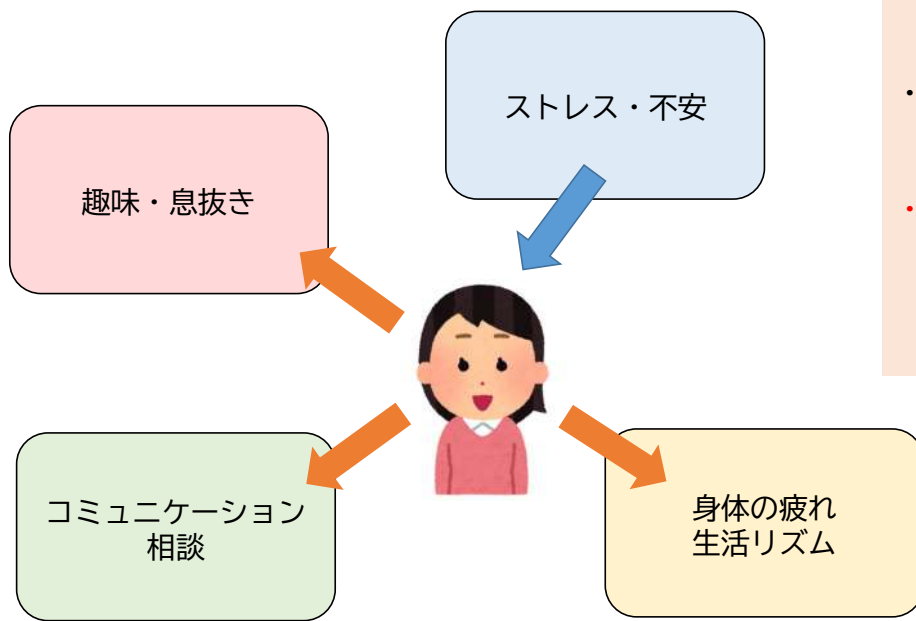 ストレス・不安
趣味・息抜き
コミュニケーション
相談
身体の疲れ
生活リズム